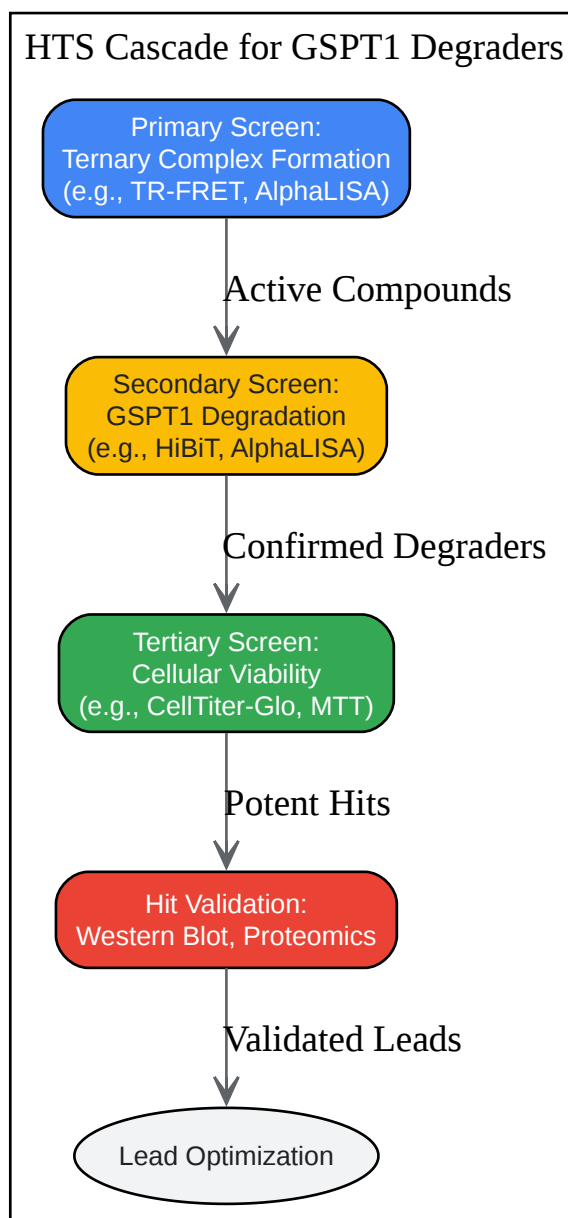 HTS Cascade for GSPT1 Degraders
Primary Screen:
Ternary Complex Formation
(e.g., TR-FRET, AlphaLISA)
Active Compounds
Secondary Screen:
GSPT1 Degradation
(e.g., HiBiT, AlphaLISA)
Confirmed Degraders
Tertiary Screen:
Cellular Viability
(e.g., CellTiter-Glo, MTT)
Potent Hits
Hit Validation:
Western Blot, Proteomics
Validated Leads
Lead Optimization